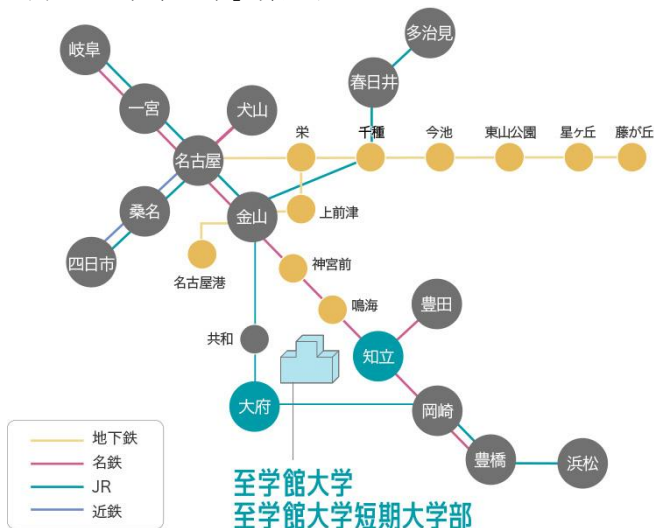 多治見
岐阜
春日井
一宮
犬山
栄
千種
今池
東山公園
星ヶ丘
藤が丘
名古屋
桑名
金山
上前津
四日市
名古屋港
神宮前
鳴海
豊田
共和
知立
大府
岡崎
豊橋
浜松
地下鉄
名鉄
JR
近鉄
至学館大学
至学館大学短期大学部